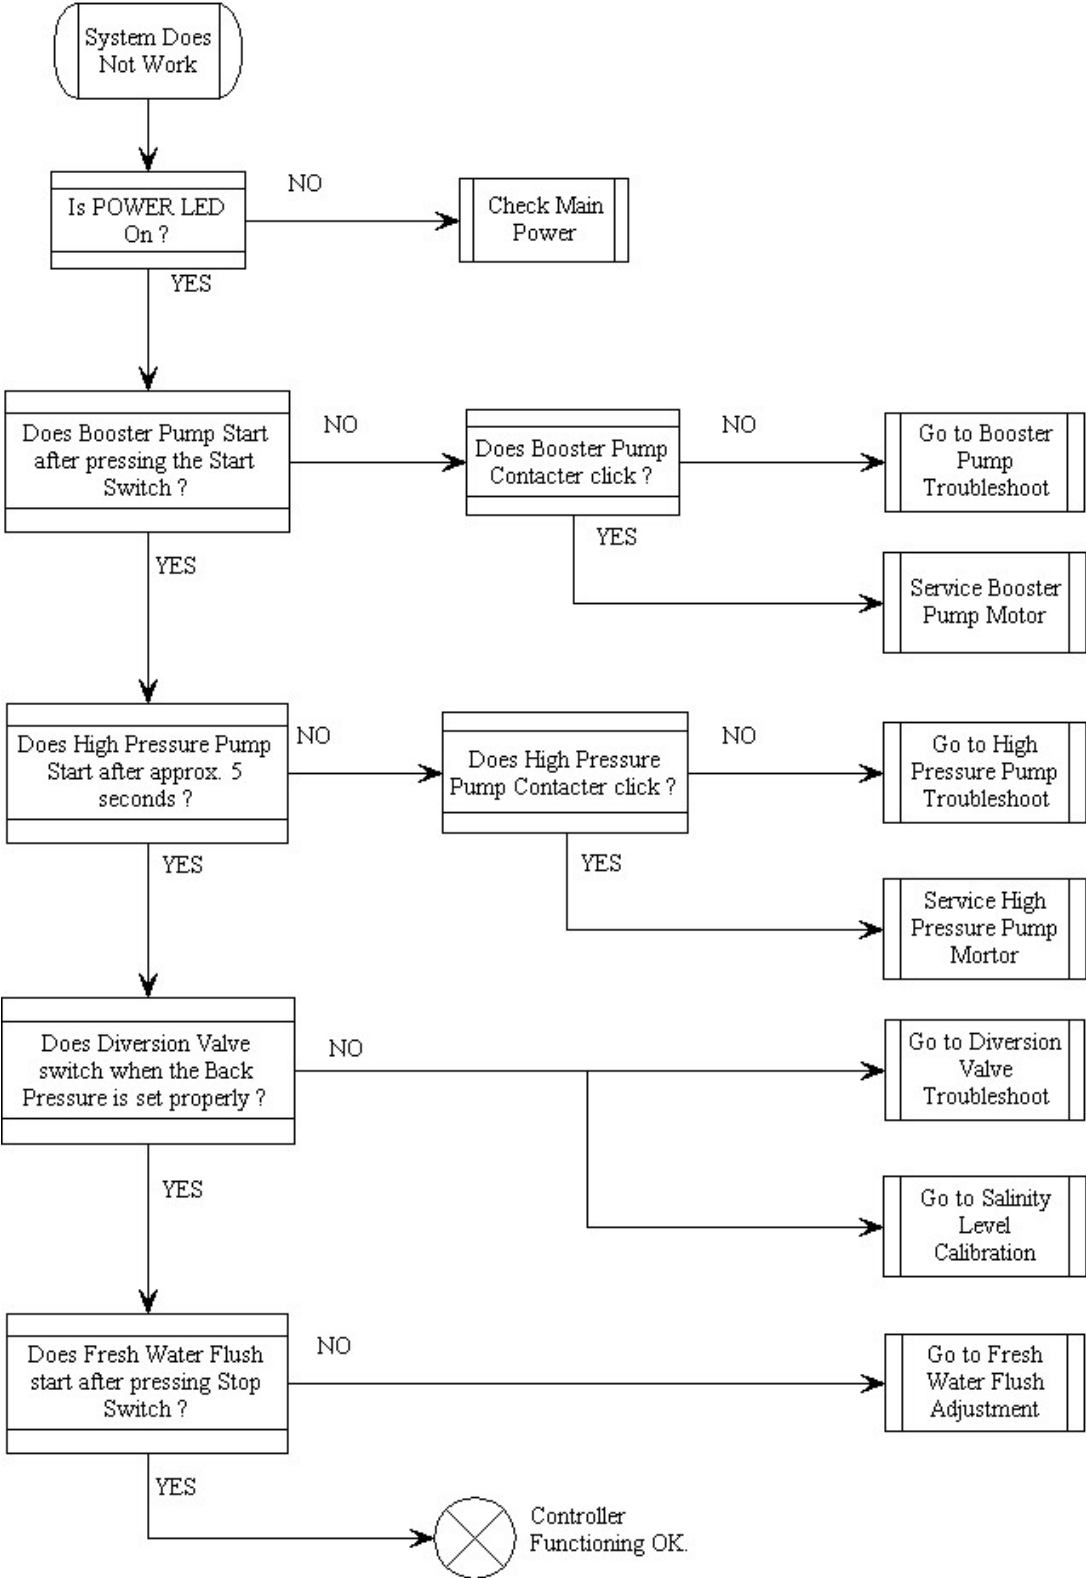 System Does
Not Work
Is POWER LED
On ?
NO
Check Main
Power
YES
Does Booster Pump Start
after pressing the Start
Switch ?
NO
Does Booster Pump
Contacter click ?
NO
Go to Booster
Pump
Troubleshoot
YES
Service Booster
Pump Motor
YES
Does High Pressure Pump
Start after approx. 5
seconds ?
NO
Does High Pressure
Pump Contacter click ?
NO
Go to High
Pressure Pump
Troubleshoot
YES
Service High
Pressure Pump
Mortor
YES
Does Diversion Valve
switch when the Back
Pressure is set properly ?
NO
Go to Diversion
Valve
Troubleshoot
Go to Salinity
Level
Calibration
YES
Does Fresh Water Flush
start after pressing Stop
Switch ?
NO
Go to Fresh
Water Flush
Adjustment
YES
Controller
Functioning OK.